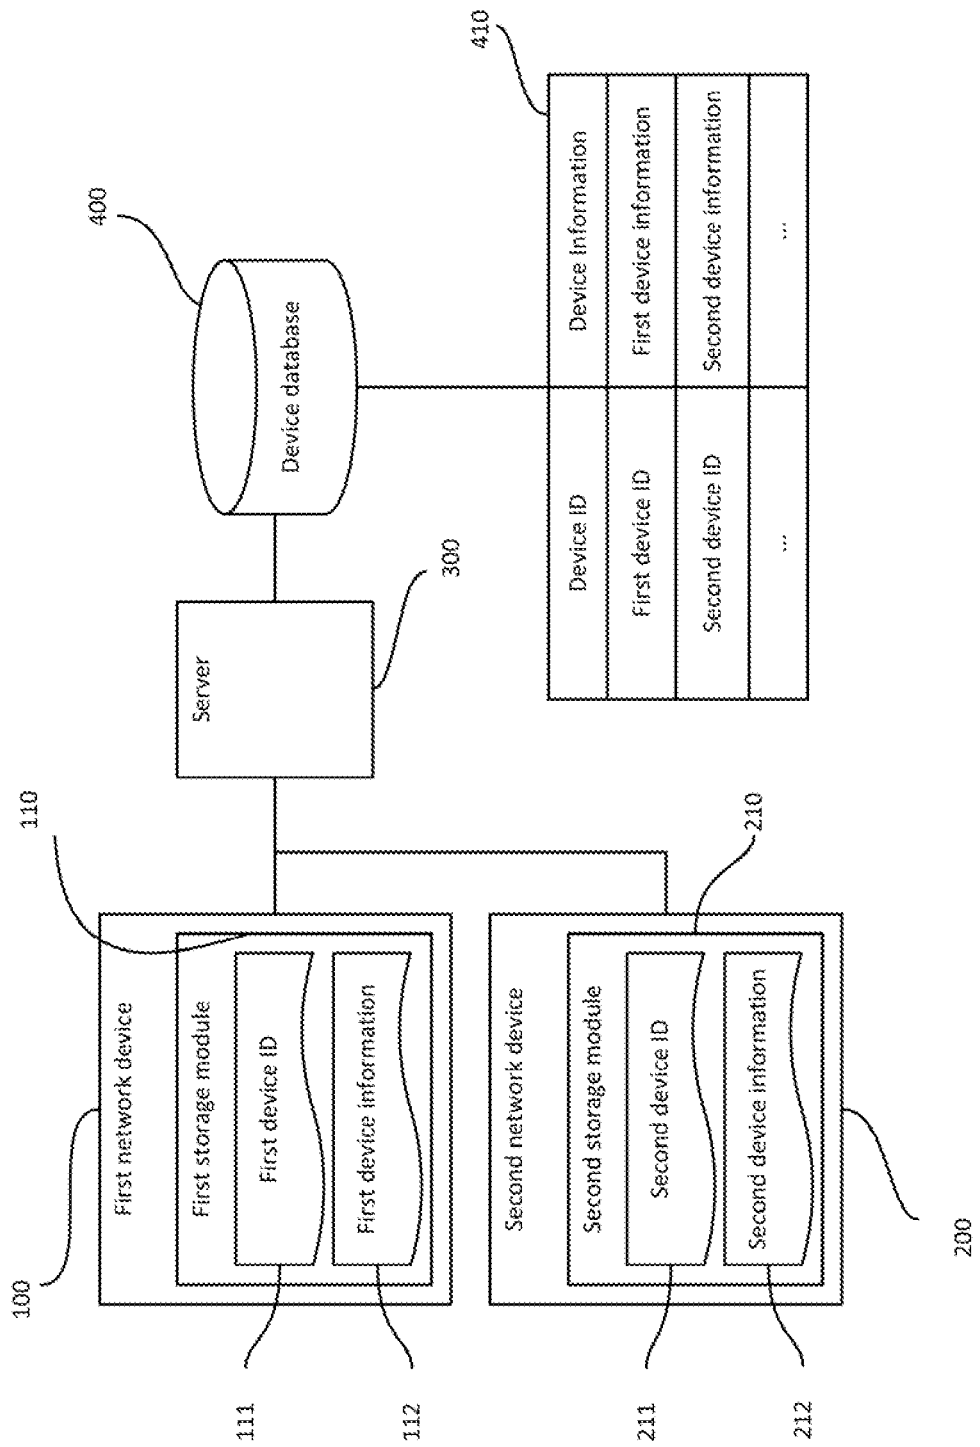 100
First network device
110
First storage module
111
First device ID
112
First device information
Second network device
200
210
Second storage module
211
Second device ID
212
Second device information
Server
300
400
Device database
410
Device ID
Device Information
First device ID
First device information
Second device ID
Second device information
...
...